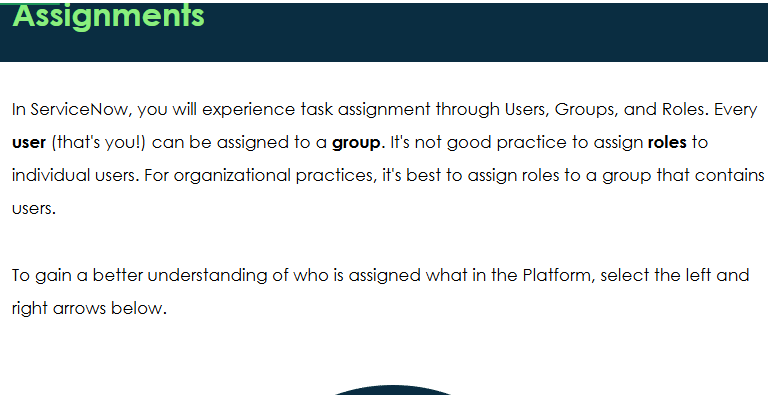 Assignments
In ServiceNow, you will experience task assignment through Users, Groups, and Roles. Every
user (that's you!) can be assigned to a group. It's not good practice to assign roles to
individual users. For organizational practices, it's best to assign roles to a group that contains
users.
To gain a better understanding of who is assigned what in the Platform, select the left and
right arrows below.